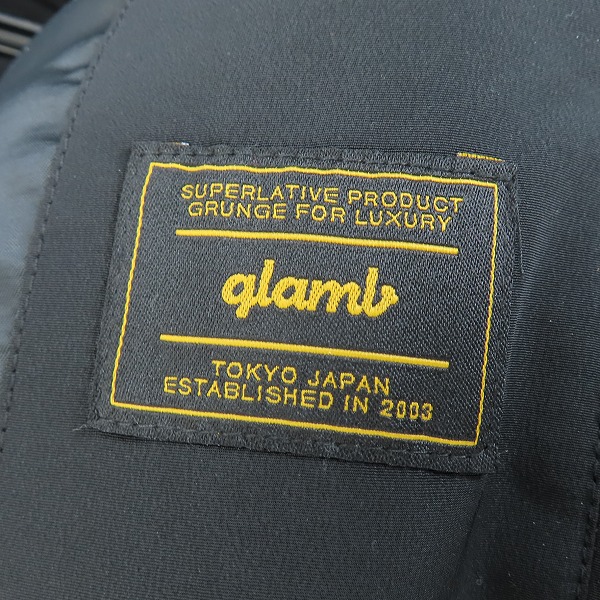 SUPERLATIVE PRODUCT
GRUNGE FOR LUXURY
glamb
TOKYO JAPAN
ESTABLISHED IN 2003